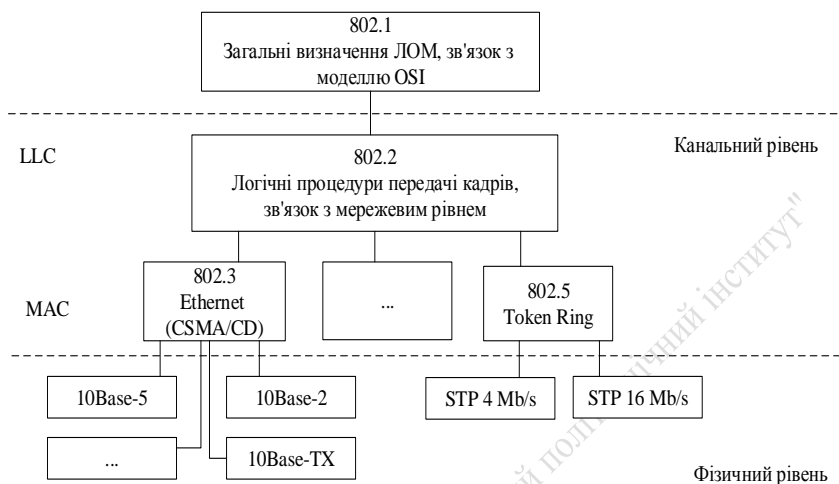 802.1
Загальні визначення ЛОМ, зв'язок з
моделлю OSI
LLC
Канальний рівень
802.2
Логічні процедури передачі кадрів,
зв'язок з мережевим рівнем
MAC
802.3
Ethernet
(CSMA/CD)
...
802.5
Token Ring
10Base-5
10Base-2
STP 4 Mb/s
STP 16 Mb/s
...
10Base-TX
Фізичний рівень
інститут"